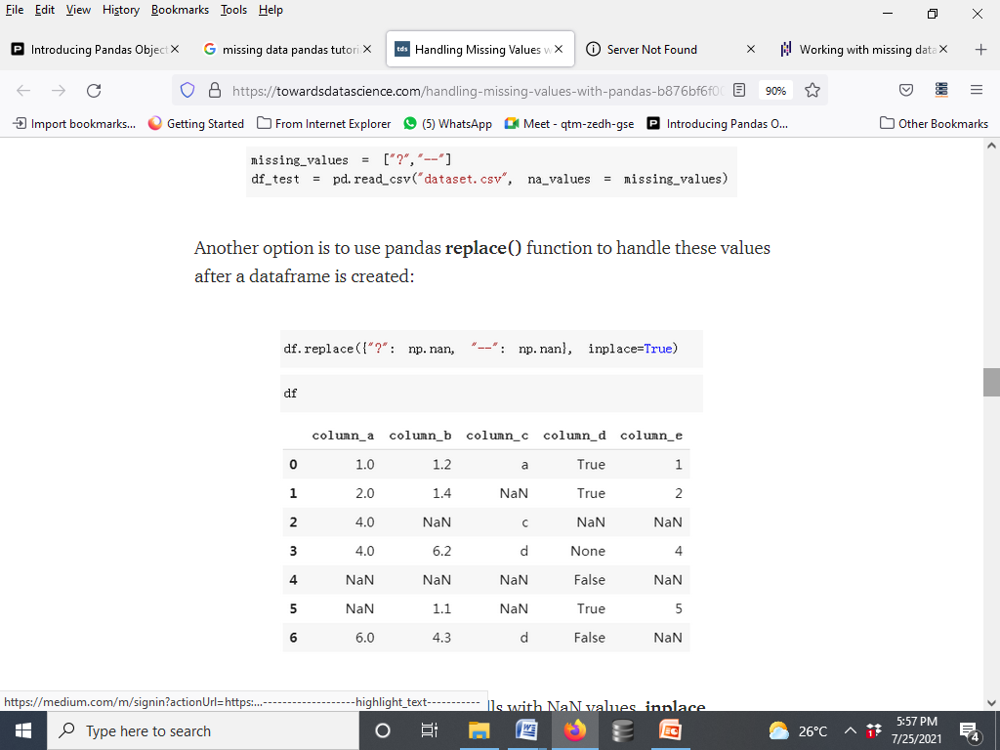 File Edit View History Bookmarks Tools Help
Introducing Pandas Object
missing data pandas tutori
Handling Missing Values w
Server Not Found
Working with missing data
https://towardsdatascience.com/handling-missing-values-with-pandas-b876bf6f0
90%
Import bookmarks... Getting Started From Internet Explorer (5) WhatsApp Meet - qtm-zedh-gse Introducing Pandas O... Other Bookmarks
missing_values = ["?","--"]
df_test = pd.read_csv("dataset.csv", na_values = missing_values)
Another option is to use pandas replace() function to handle these values
after a dataframe is created:
df.replace({"?": np.nan, "--": np.nan}, inplace=True)
df
column_a column_b column_c column_d column_e
0 1.0 1.2 a True 1
1 2.0 1.4 NaN True 2
2 4.0 NaN c NaN NaN
3 4.0 6.2 d None 4
4 NaN NaN NaN False NaN
5 NaN 1.1 NaN True 5
6 6.0 4.3 d False NaN
with NaN values, inplace
https://medium.com/m/signin?actionUrl=https:...-------------------highlight_text-----------
Type here to search
26°C
5:57 PM
7/25/2021
4